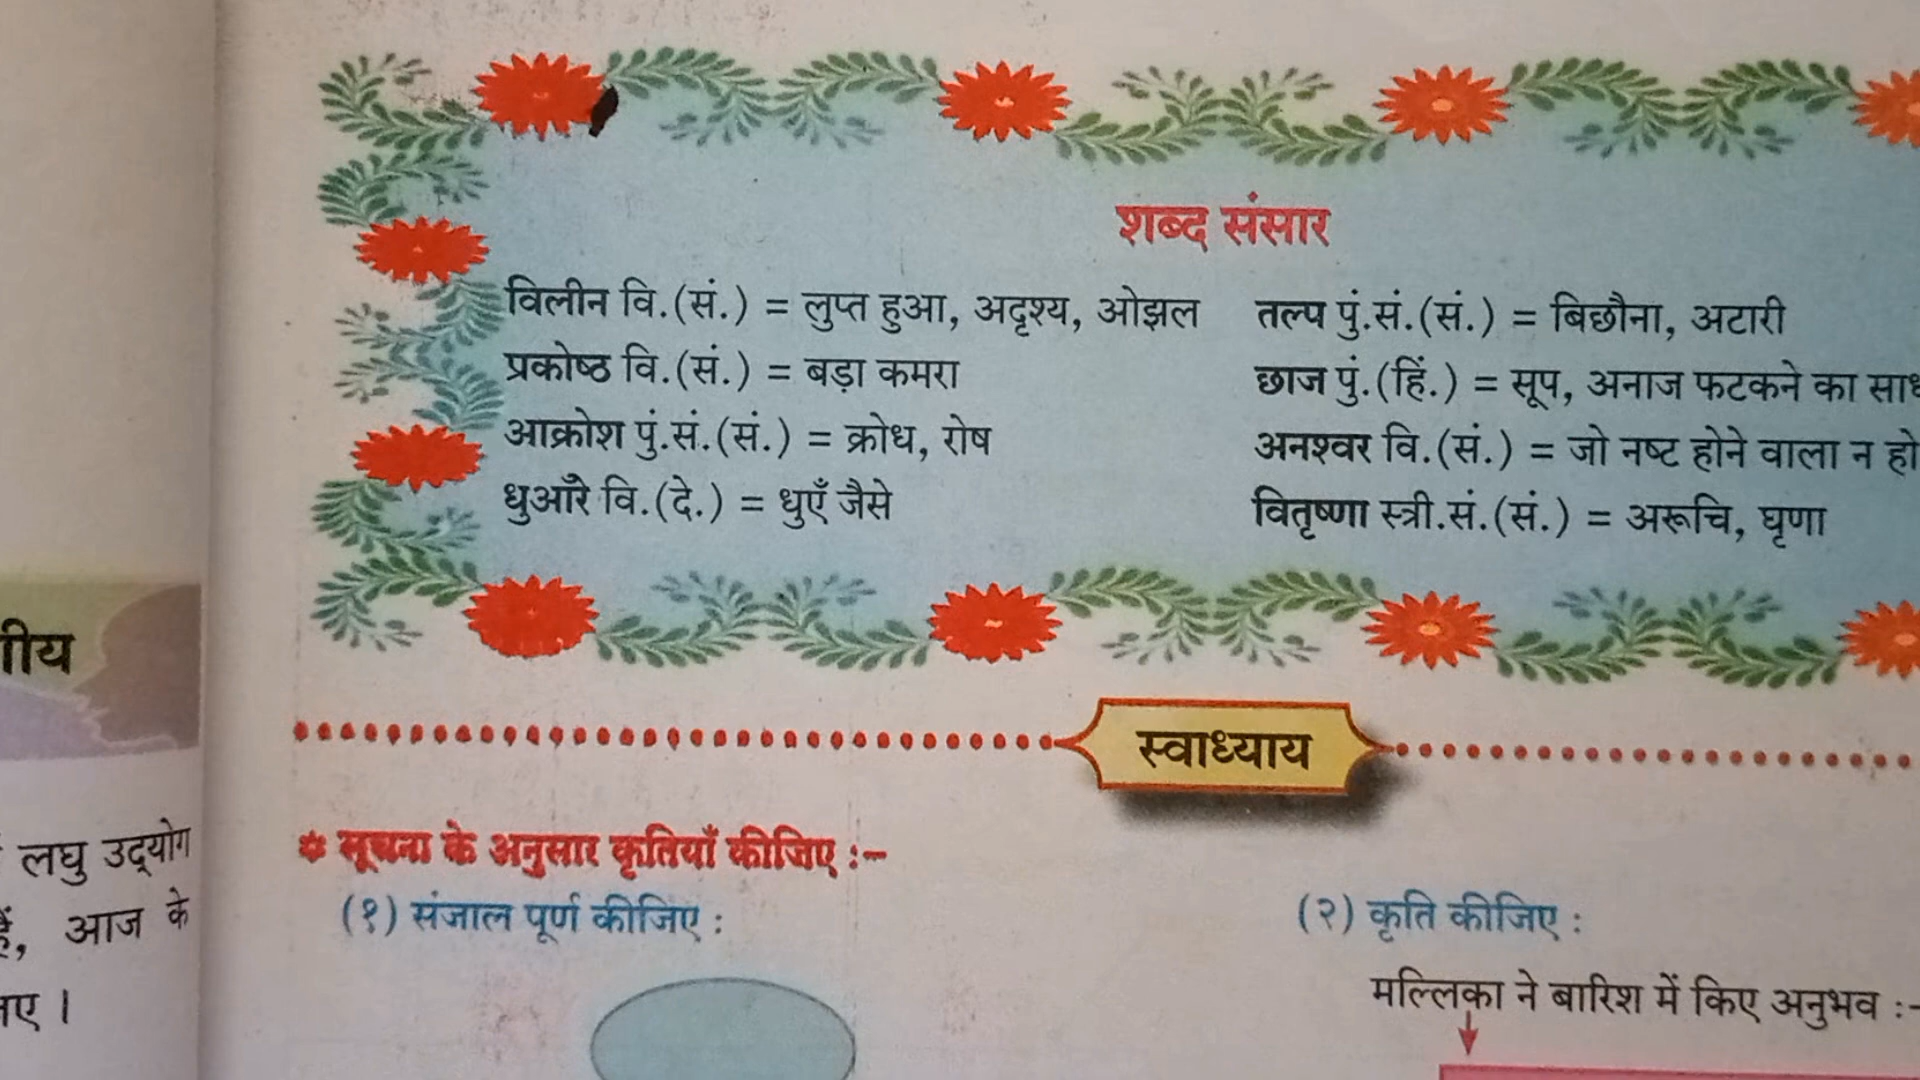 शब्द संसार
विलीन वि.(सं.) = लुप्त हुआ, अदृश्य, ओझल
प्रकोष्ठ वि.(सं.) = बड़ा कमरा
आक्रोश पुं.सं.(सं.) = क्रोध, रोष
धुआँरे वि.(दे.) = धुएँ जैसे
तल्प पुं.सं.(सं.) = बिछौना, अटारी
छाज पुं.(हिं.) = सूप, अनाज फटकने का
अनश्वर वि.(सं.) = जो नष्ट होने वाला न हो
वितृष्णा स्त्री.सं.(सं.) = अरूचि, घृणा
स्वाध्याय
* सूचना के अनुसार कृतियाँ कीजिए :-
(१) संजाल पूर्ण कीजिए :
(२) कृति कीजिए :
मल्लिका ने बारिश में किए अनुभव :-
लघु उद्‌योग
आज के